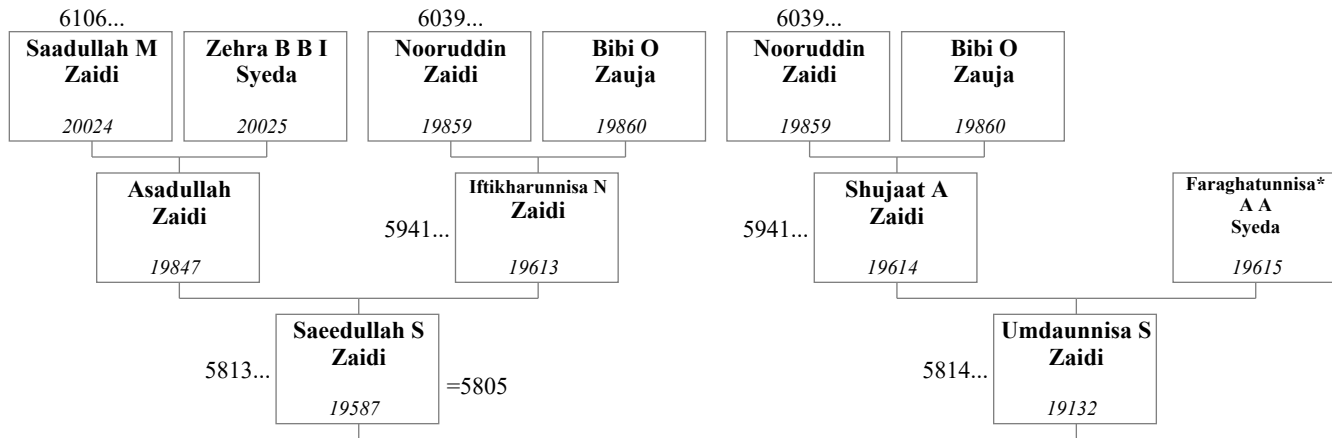 6106...
6039...
6039...
Saadullah M
Zaidi
20024
Zehra B B I
Syeda
20025
Nooruddin
Zaidi
19859
Bibi O
Zauja
19860
Nooruddin
Zaidi
19859
Bibi O
Zauja
19860
Asadullah
Zaidi
19847
5941...
Iftikharunnisa N
Zaidi
19613
5941...
Shujaat A
Zaidi
19614
Faraghatunnisa*
A A
Syeda
19615
5813...
Saeedullah S
Zaidi
19587
=5805
5814...
Umdaunnisa S
Zaidi
19132